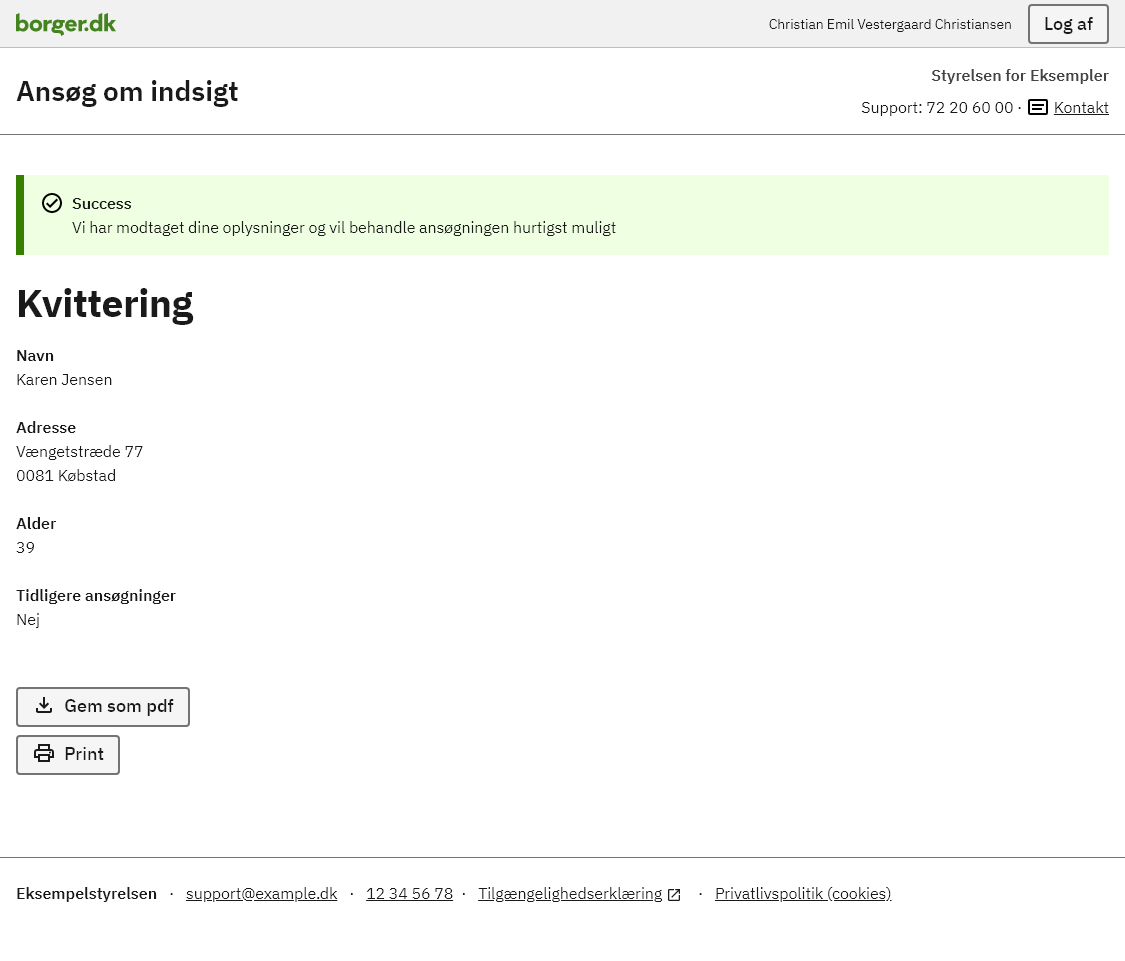 borger.dk
Christian Emil Vestergaard Christiansen
Log af
Ansøg om indsigt
Styrelsen for Eksempler
Support: 72 20 60 00 · Kontakt
Success
Vi har modtaget dine oplysninger og vil behandle ansøgningen hurtigst muligt
Kvittering
Navn
Karen Jensen
Adresse
Vængetstræde 77
0081 Købstad
Alder
39
Tidligere ansøgninger
Nej
Gem som pdf
Print
Eksempelstyrelsen · support@example.dk · 12 34 56 78 · Tilgængelighedserklæring · Privatlivspolitik (cookies)